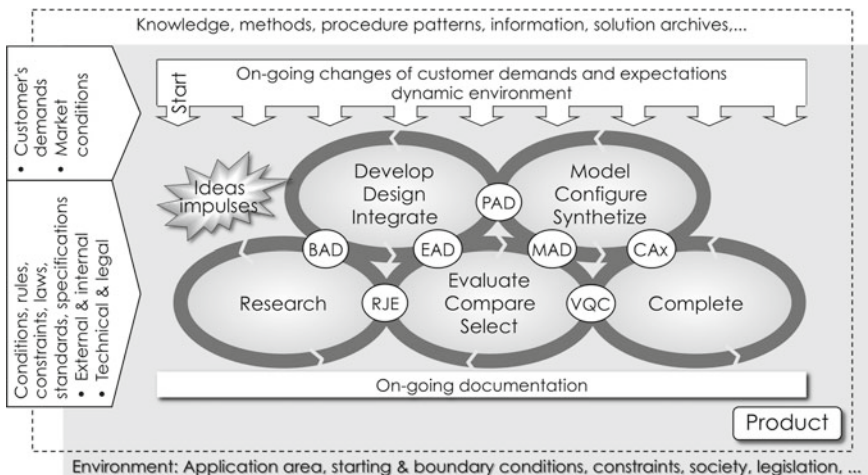 Knowledge, methods, procedure patterns, information, solution archives,...
• Customer's
demands
• Market
conditions
Start
On-going changes of customer demands and expectations
dynamic environment
Ideas
impulses
Develop
Design
Integrate
PAD
Model
Configure
Synthetize
BAD
EAD
MAD
CAx
Conditions, rules,
constraints, laws,
standards, specifications
• External & internal
• Technical & legal
Research
RJE
Evaluate
Compare
Select
VQC
Complete
On-going documentation
Product
Environment: Application area, starting & boundary conditions, constraints, society, legislation, ...